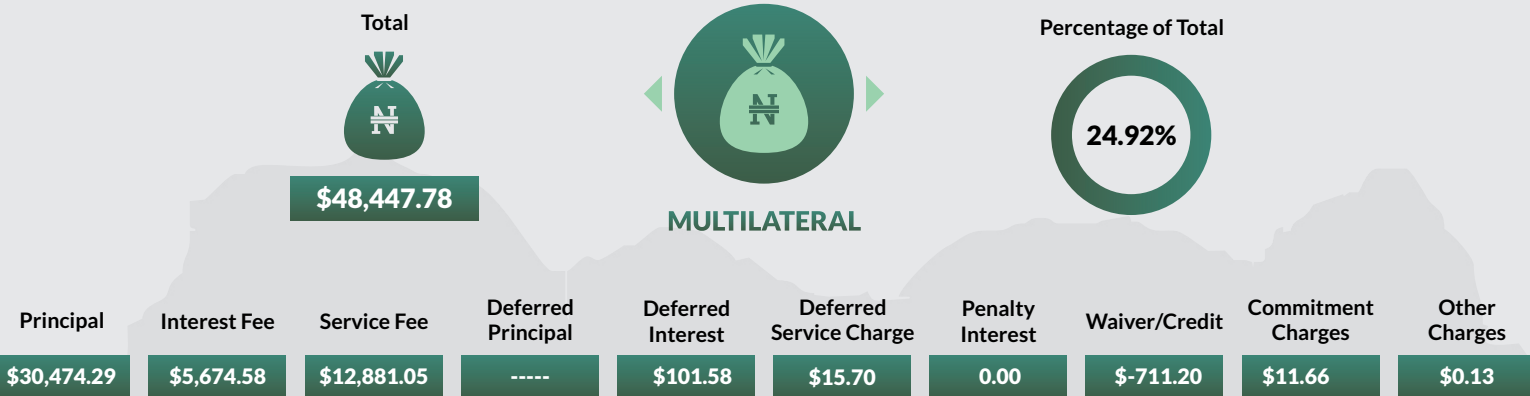 Total
₦
$48,447.78
₦
MULTILATERAL
Percentage of Total
24.92%
Principal
$30,474.29
Interest Fee
$5,674.58
Service Fee
$12,881.05
Deferred
Principal
-----
Deferred
Interest
$101.58
Deferred
Service Charge
$15.70
Penalty
Interest
0.00
Waiver/Credit
$-711.20
Commitment
Charges
$11.66
Other
Charges
$0.13